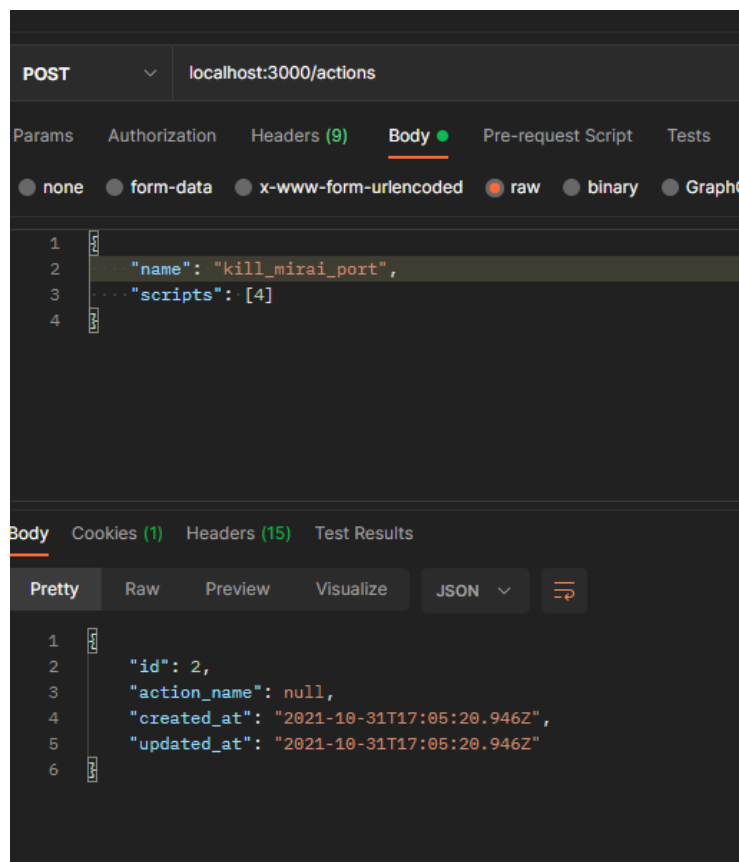 POST localhost:3000/actions
Params Authorization Headers (9) Body Pre-request Script Tests
none form-data x-www-form-urlencoded raw binary
1 {
2 "name": "kill_mirai_port",
3 "scripts": [4]
4 }
Body Cookies (1) Headers (15) Test Results
Pretty Raw Preview Visualize JSON
1 {
2 "id": 2,
3 "action_name": null,
4 "created_at": "2021-10-31T17:05:20.946Z",
5 "updated_at": "2021-10-31T17:05:20.946Z"
6 }